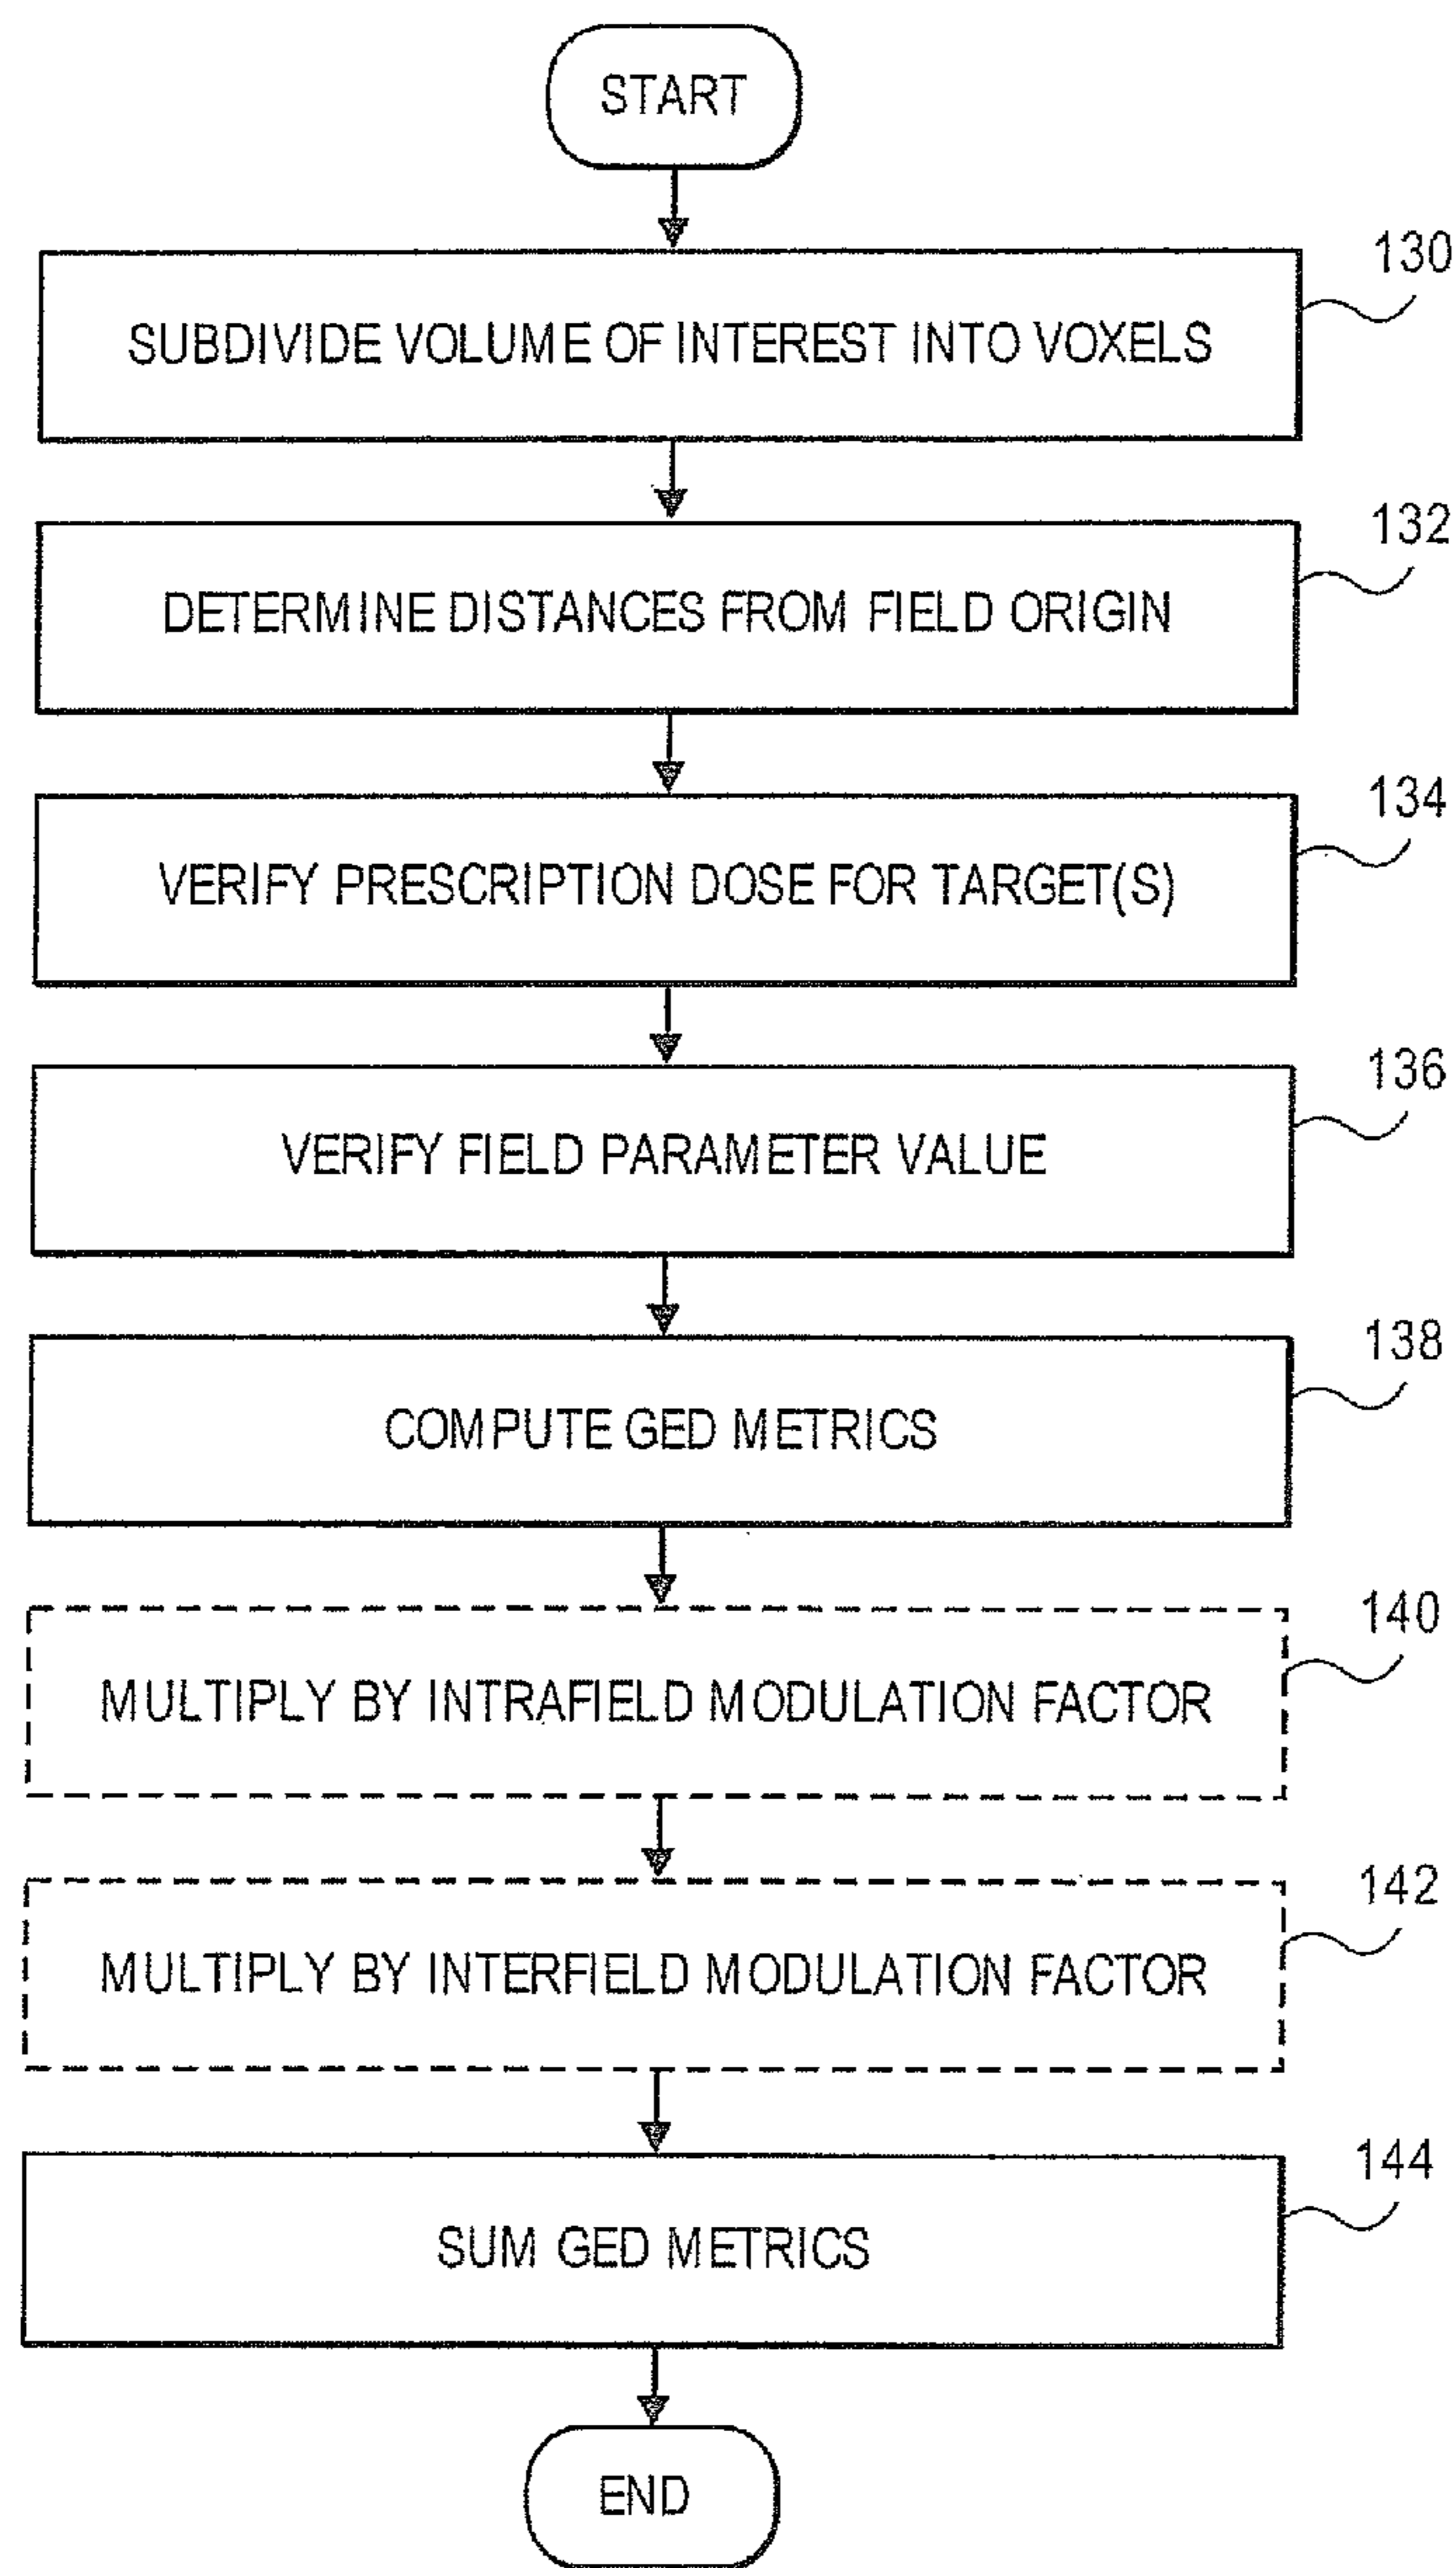 START
130
SUBDIVIDE VOLUME OF INTEREST INTO VOXELS
132
DETERMINE DISTANCES FROM FIELD ORIGIN
134
VERIFY PRESCRIPTION DOSE FOR TARGET(S)
136
VERIFY FIELD PARAMETER VALUE
138
COMPUTE GED METRICS
140
MULTIPLY BY INTRAFIELD MODULATION FACTOR
142
MULTIPLY BY INTERFIELD MODULATION FACTOR
144
SUM GED METRICS
END